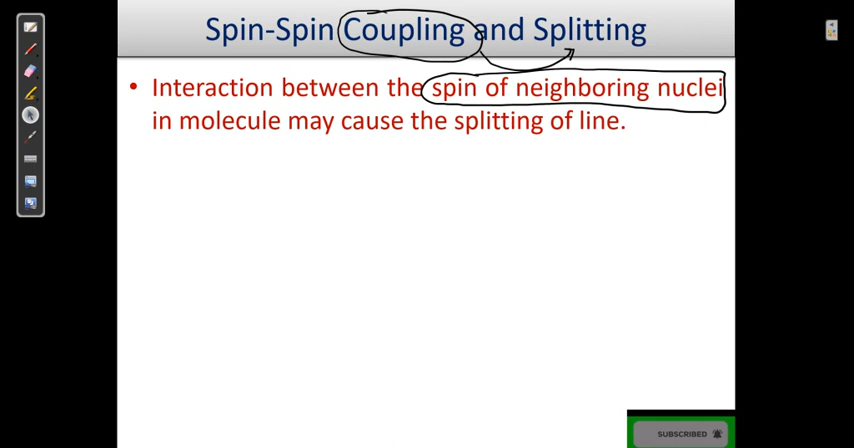 Spin-Spin Coupling and Splitting
• Interaction between the spin of neighboring nuclei
in molecule may cause the splitting of line.
SUBSCRIBED